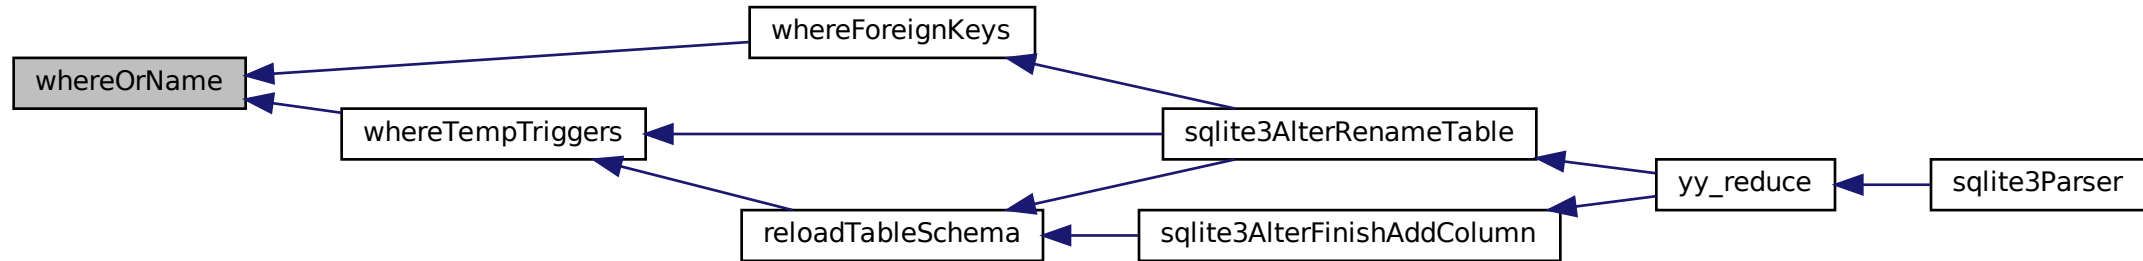 whereOrName
whereForeignKeys
whereTempTriggers
sqlite3AlterRenameTable
reloadTableSchema
sqlite3AlterFinishAddColumn
yy_reduce
sqlite3Parser